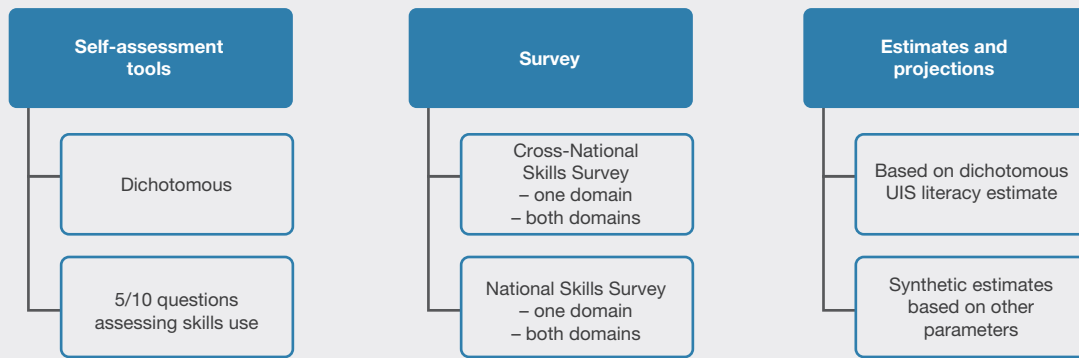 Self-assessment
tools
Dichotomous
5/10 questions
assessing skills use
Survey
Cross-National
Skills Survey
– one domain
– both domains
National Skills Survey
– one domain
– both domains
Estimates and
projections
Based on dichotomous
UIS literacy estimate
Synthetic estimates
based on other
parameters